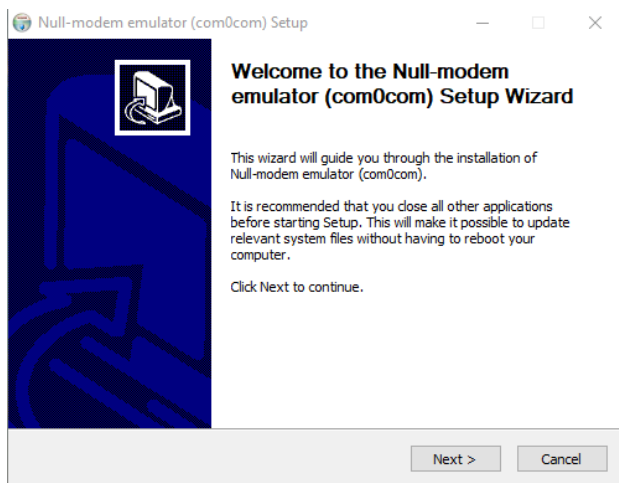 Null-modem emulator (com0com) Setup
Welcome to the Null-modem
emulator (com0com) Setup Wizard
This wizard will guide you through the installation of
Null-modem emulator (com0com).
It is recommended that you close all other applications
before starting Setup. This will make it possible to update
relevant system files without having to reboot your
computer.
Click Next to continue.
Next >
Cancel